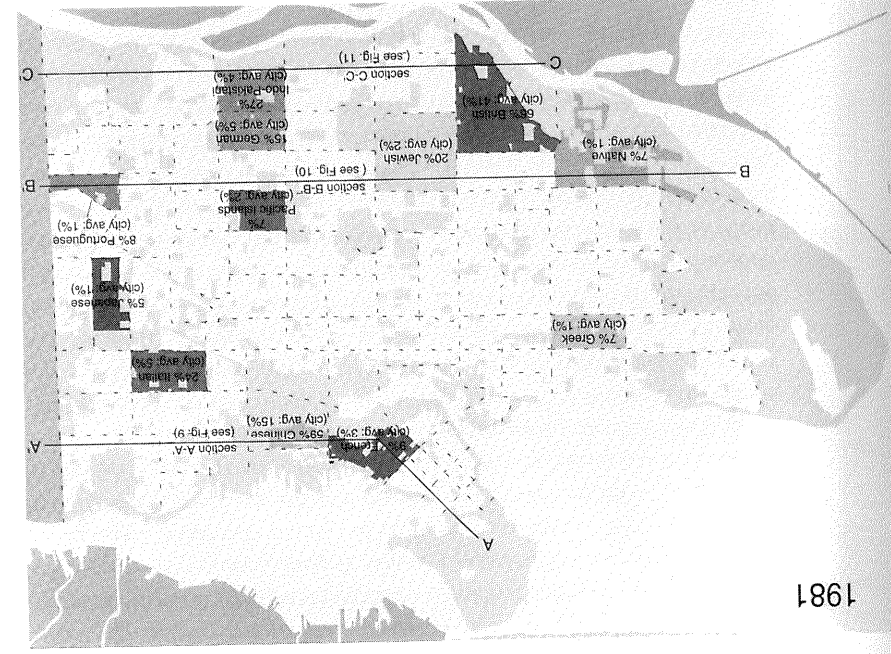 1981
A
9%
French
(city avg: 3%)
59% Chinese
(city avg: 15%)
section A-A'
(see Fig. 9)
A'
24% Italian
(city avg: 5%)
7% Greek
(city avg: 1%)
5% Japanese
(city avg: 1%)
8% Portuguese
(city avg: 1%)
7%
Pacific Islands
(city avg: 2%)
B
section B-B'
( see Fig. 10)
B'
7% Native
(city avg: 1%)
20% Jewish
(city avg: 2%)
15% German
(city avg: 5%)
British
(city avg: 41%)
27%
Indo-Pakistani
(city avg: 4%)
C
section C-C'
( see Fig. 11)
C'